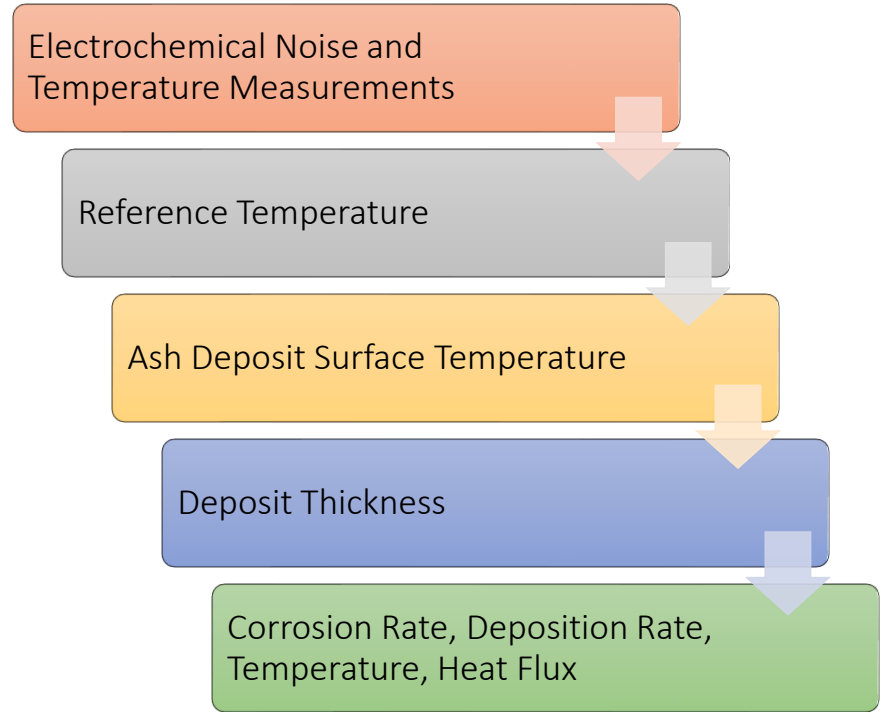 Electrochemical Noise and
Temperature Measurements
Reference Temperature
Ash Deposit Surface Temperature
Deposit Thickness
Corrosion Rate, Deposition Rate,
Temperature, Heat Flux